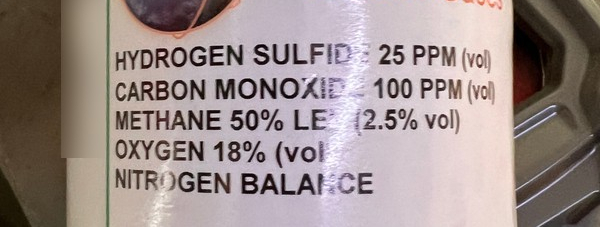 HYDROGEN SULFIDE 25 PPM (vol)
CARBON MONOXIDE 100 PPM (vol)
METHANE 50% LEL (2.5% vol)
OXYGEN 18% (vol
NITROGEN BALANCE